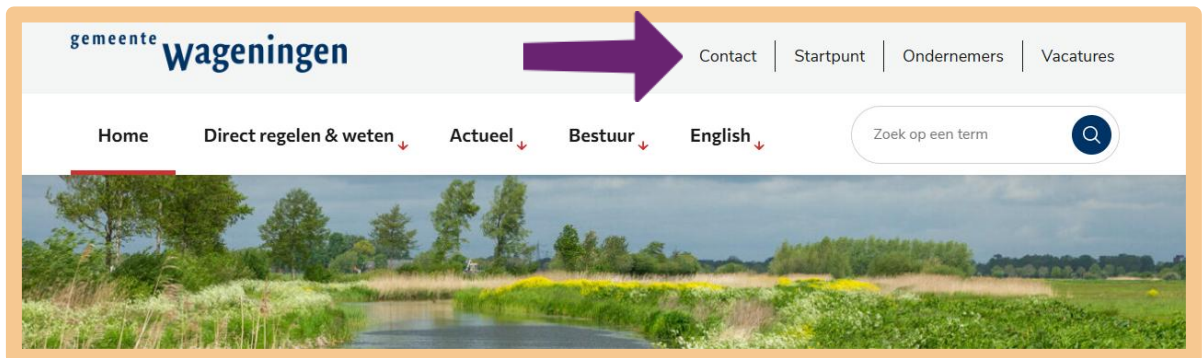 gemeente Wageningen
Contact Startpunt Ondernemers Vacatures
Home Direct regelen & weten Actueel Bestuur English Zoek op een term